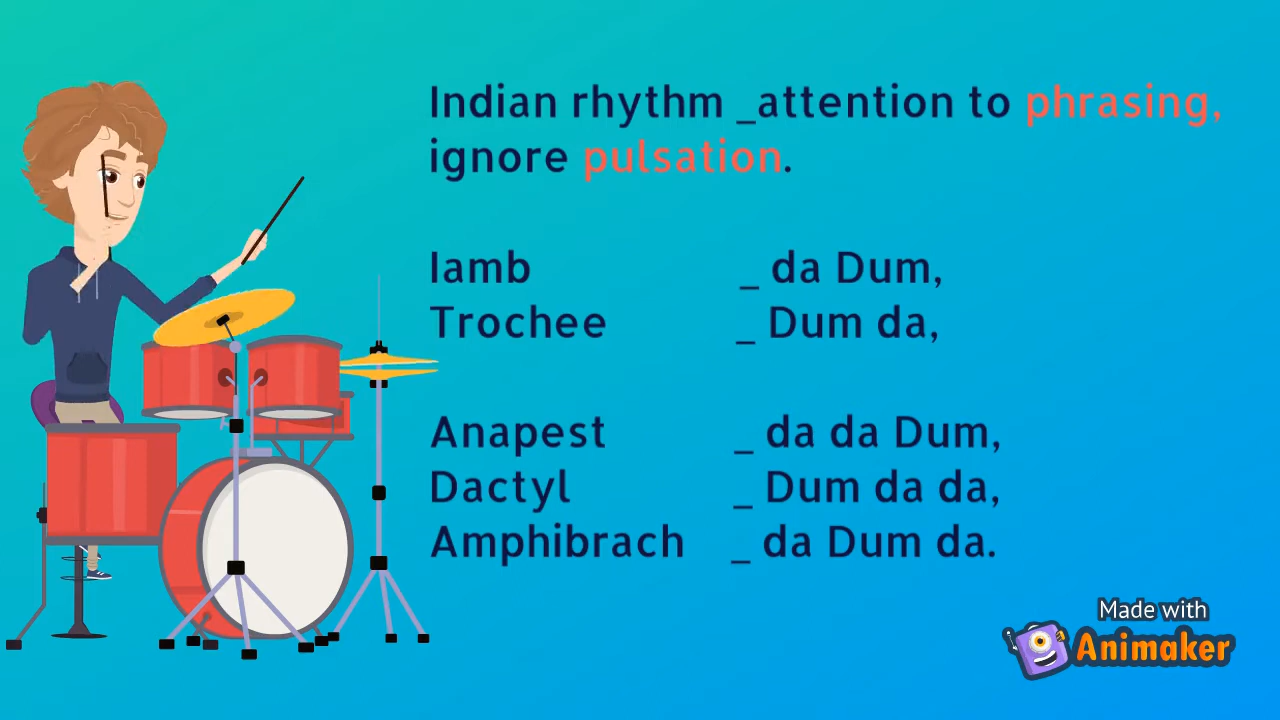 Indian rhythm _attention to phrasing,
ignore pulsation.
Iamb _ da Dum,
Trochee _ Dum da,
Anapest _ da da Dum,
Dactyl _ Dum da da,
Amphibrach _ da Dum da.
Made with
Animaker